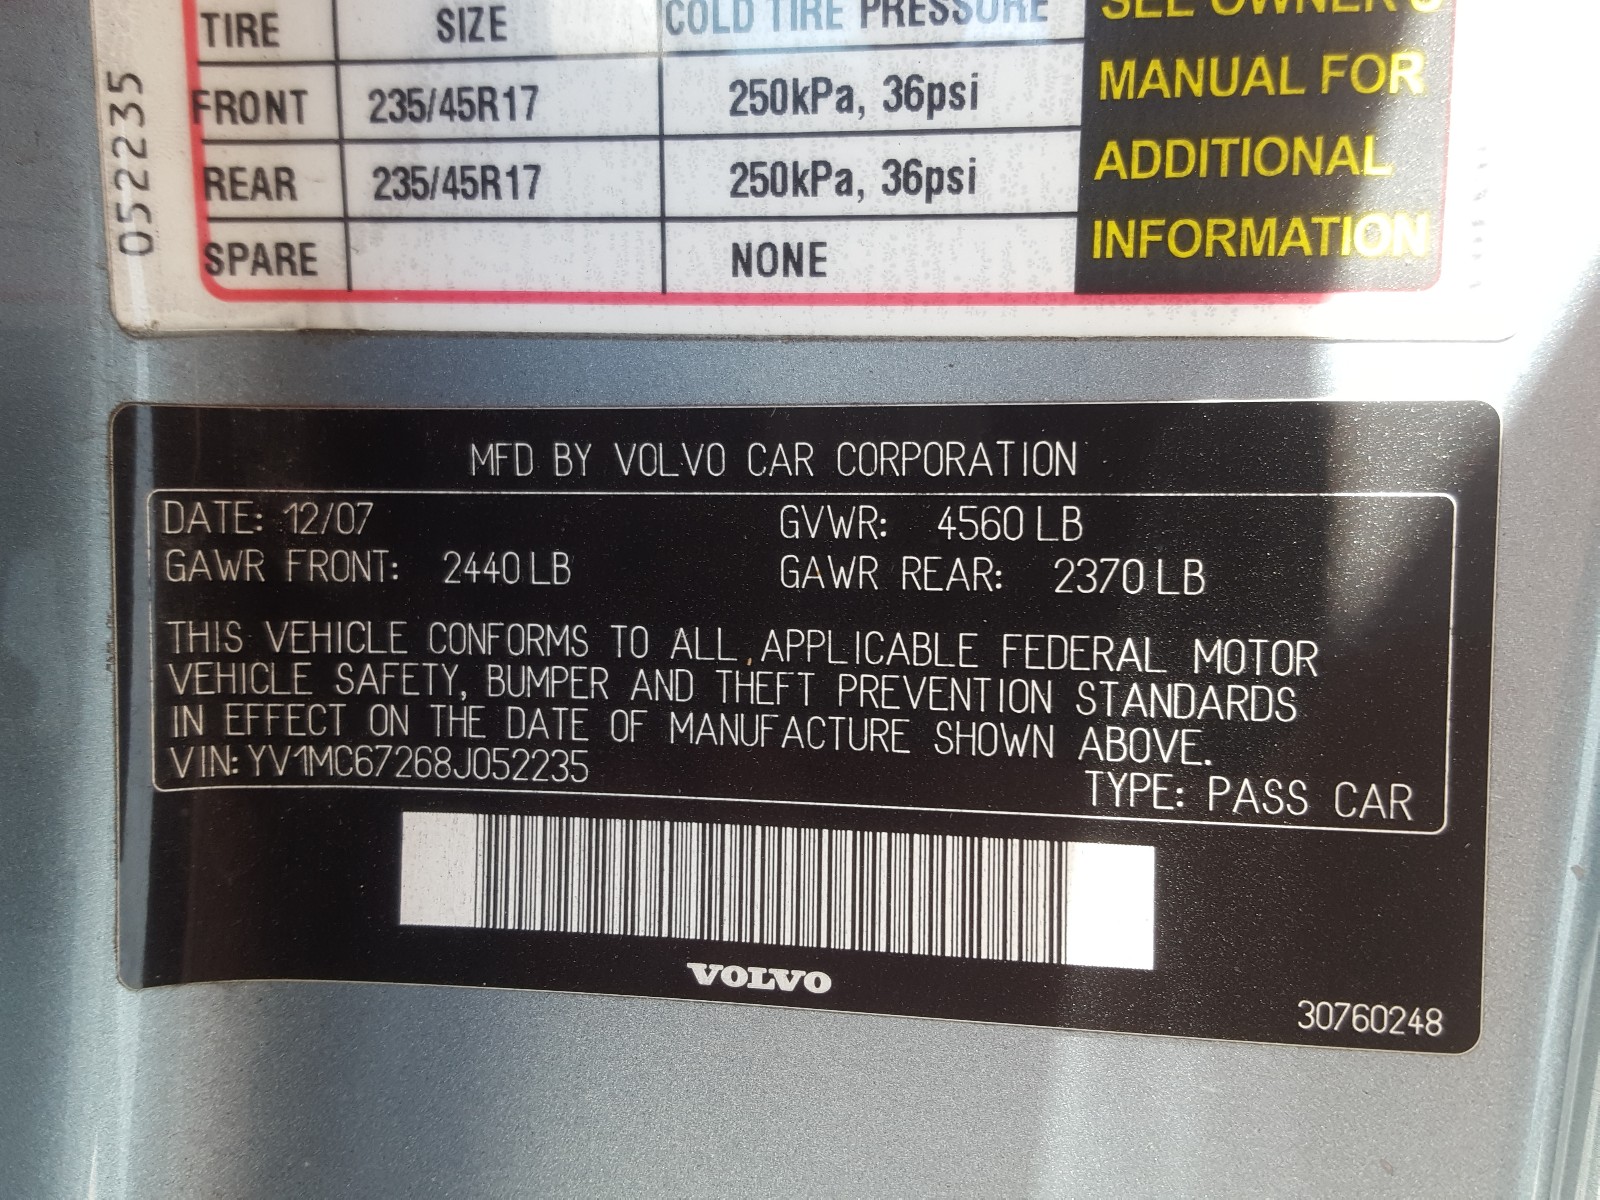 TIRE SIZE COLD TIRE PRESSURE SEE OWNER'S
FRONT 235/45R17 250kPa, 36psi MANUAL FOR
REAR 235/45R17 250kPa, 36psi ADDITIONAL
SPARE NONE INFORMATION
052235
MFD BY VOLVO CAR CORPORATION
DATE: 12/07 GVWR: 4560 LB
GAWR FRONT: 2440 LB GAWR REAR: 2370 LB
THIS VEHICLE CONFORMS TO ALL APPLICABLE FEDERAL MOTOR
VEHICLE SAFETY, BUMPER AND THEFT PREVENTION STANDARDS
IN EFFECT ON THE DATE OF MANUFACTURE SHOWN ABOVE.
VIN: YV1MC67268J052235
TYPE: PASS CAR
VOLVO
30760248